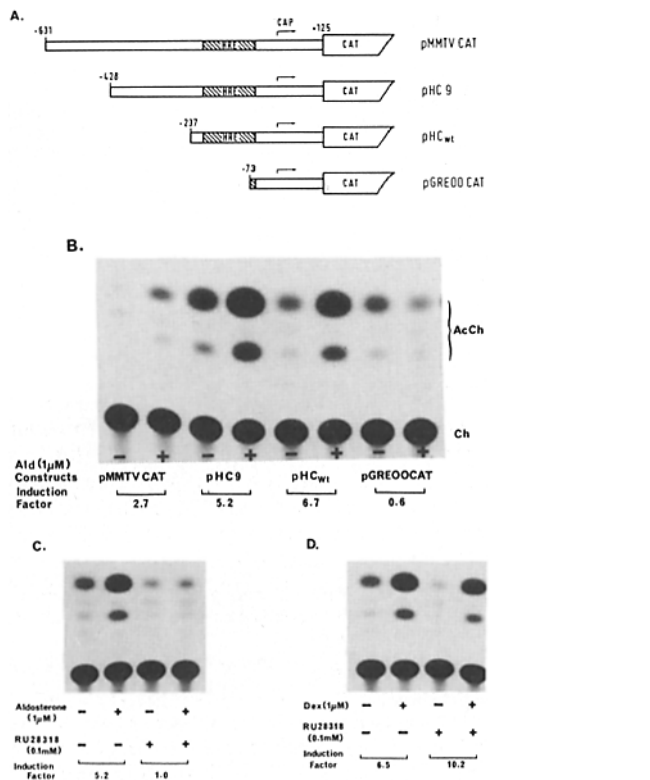 A.
CAP
-631 +125
HRE CAT pMMTV CAT
-428
HRE CAT pHC 9
-237
HRE CAT pHCwt
-73
CAT pGREOO CAT
B.
AcCh
Ch
Ald (1µM) - + - + - + - +
Constructs pMMTV CAT pHC9 pHCwt pGREOOCAT
Induction
Factor 2.7 5.2 6.7 0.6
C.
Aldosterone - + - +
(1µM)
RU28318 - - + +
(0.1mM)
Induction
Factor 5.2 1.0
D.
Dex (1µM) - + - +
RU28318 - - + +
(0.1mM)
Induction
Factor 6.5 10.2